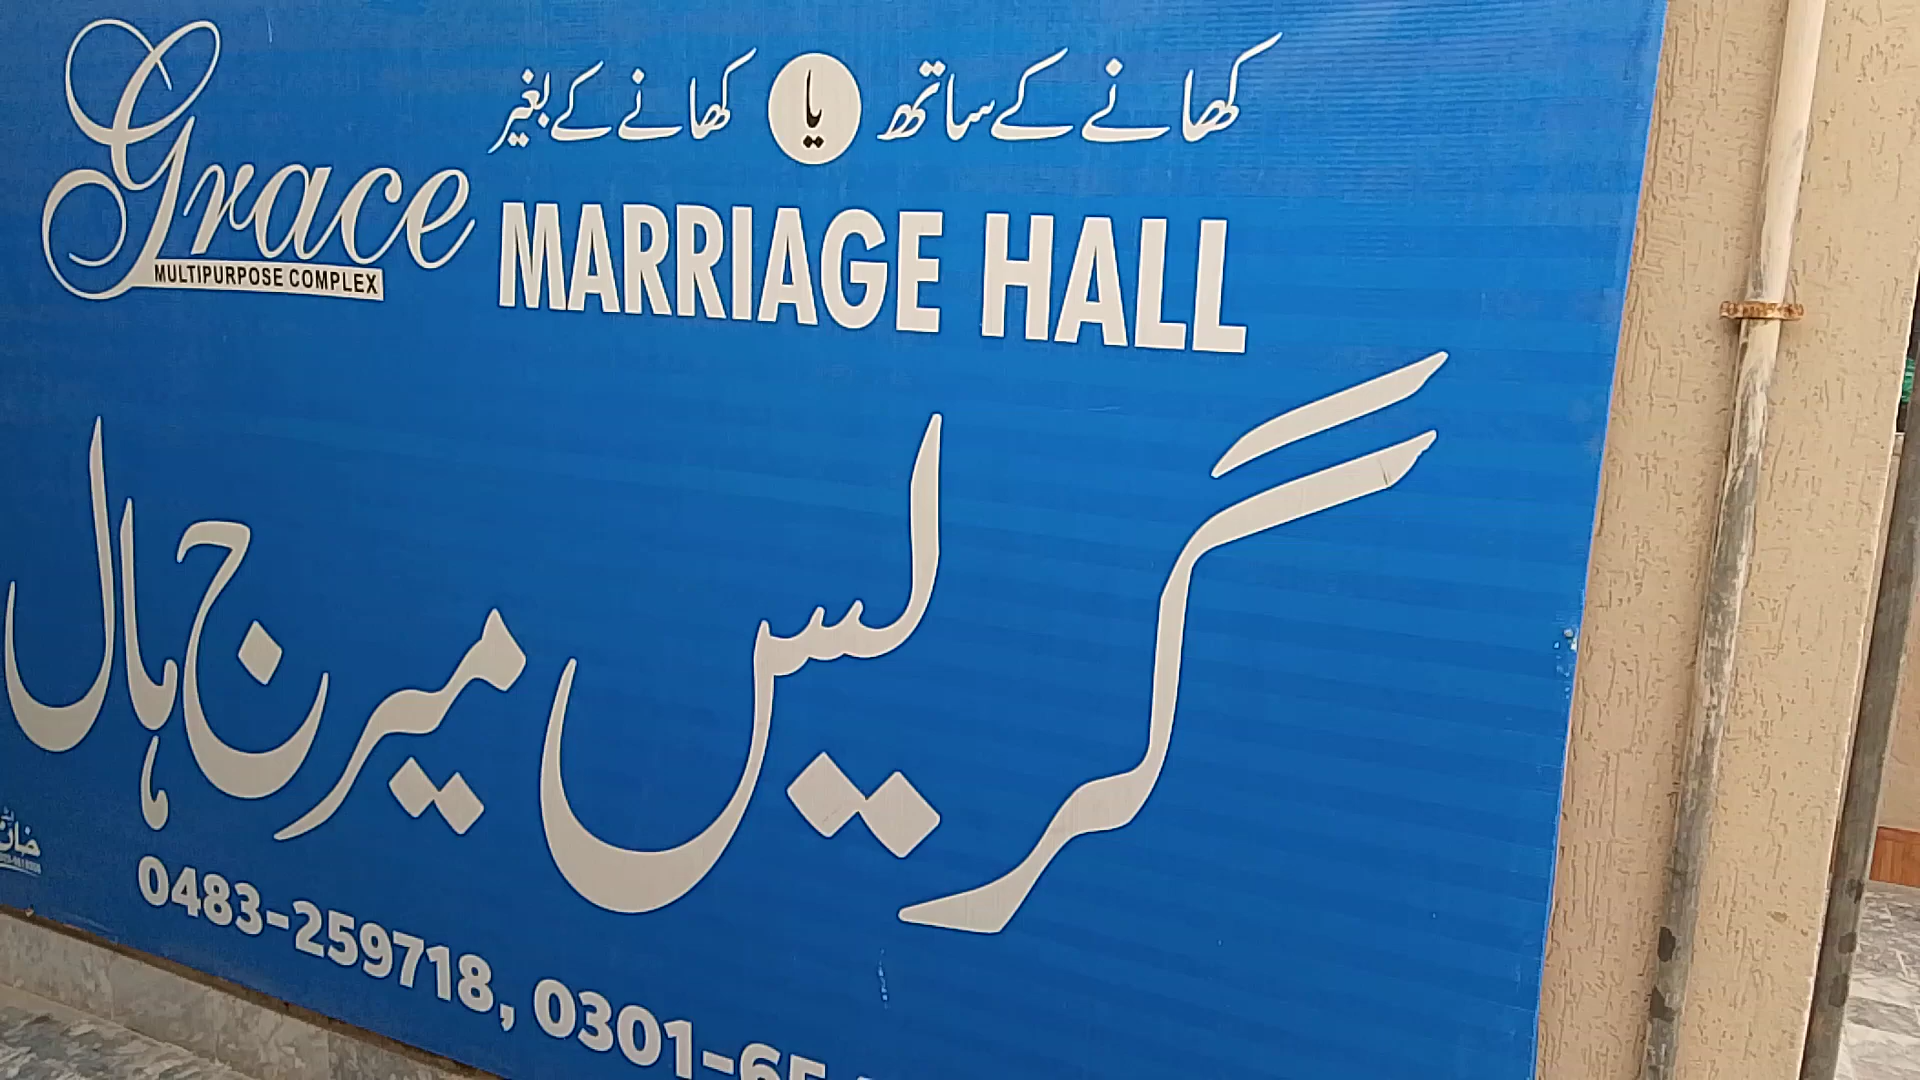 کھانے کے ساتھ یا کھانے کے بغیر
Grace
MULTIPURPOSE COMPLEX
MARRIAGE HALL
گریس میرج ہال
خان
0483-259718, 0301-65